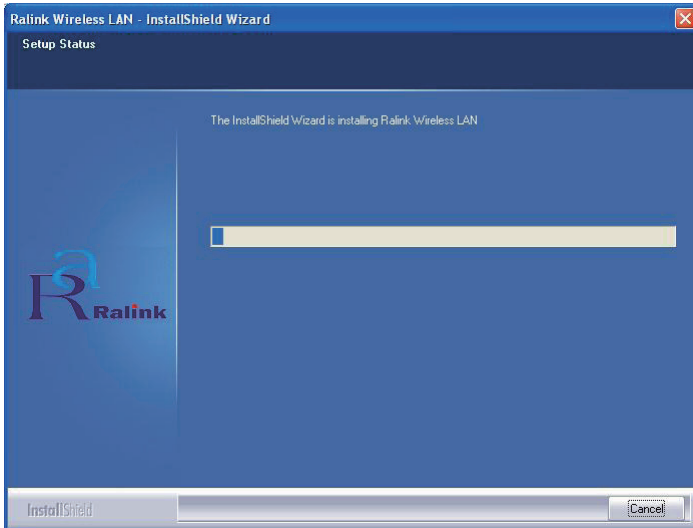 Ralink Wireless LAN - InstallShield Wizard
Setup Status
The InstallShield Wizard is installing Ralink Wireless LAN
Ralink
InstallShield
Cancel